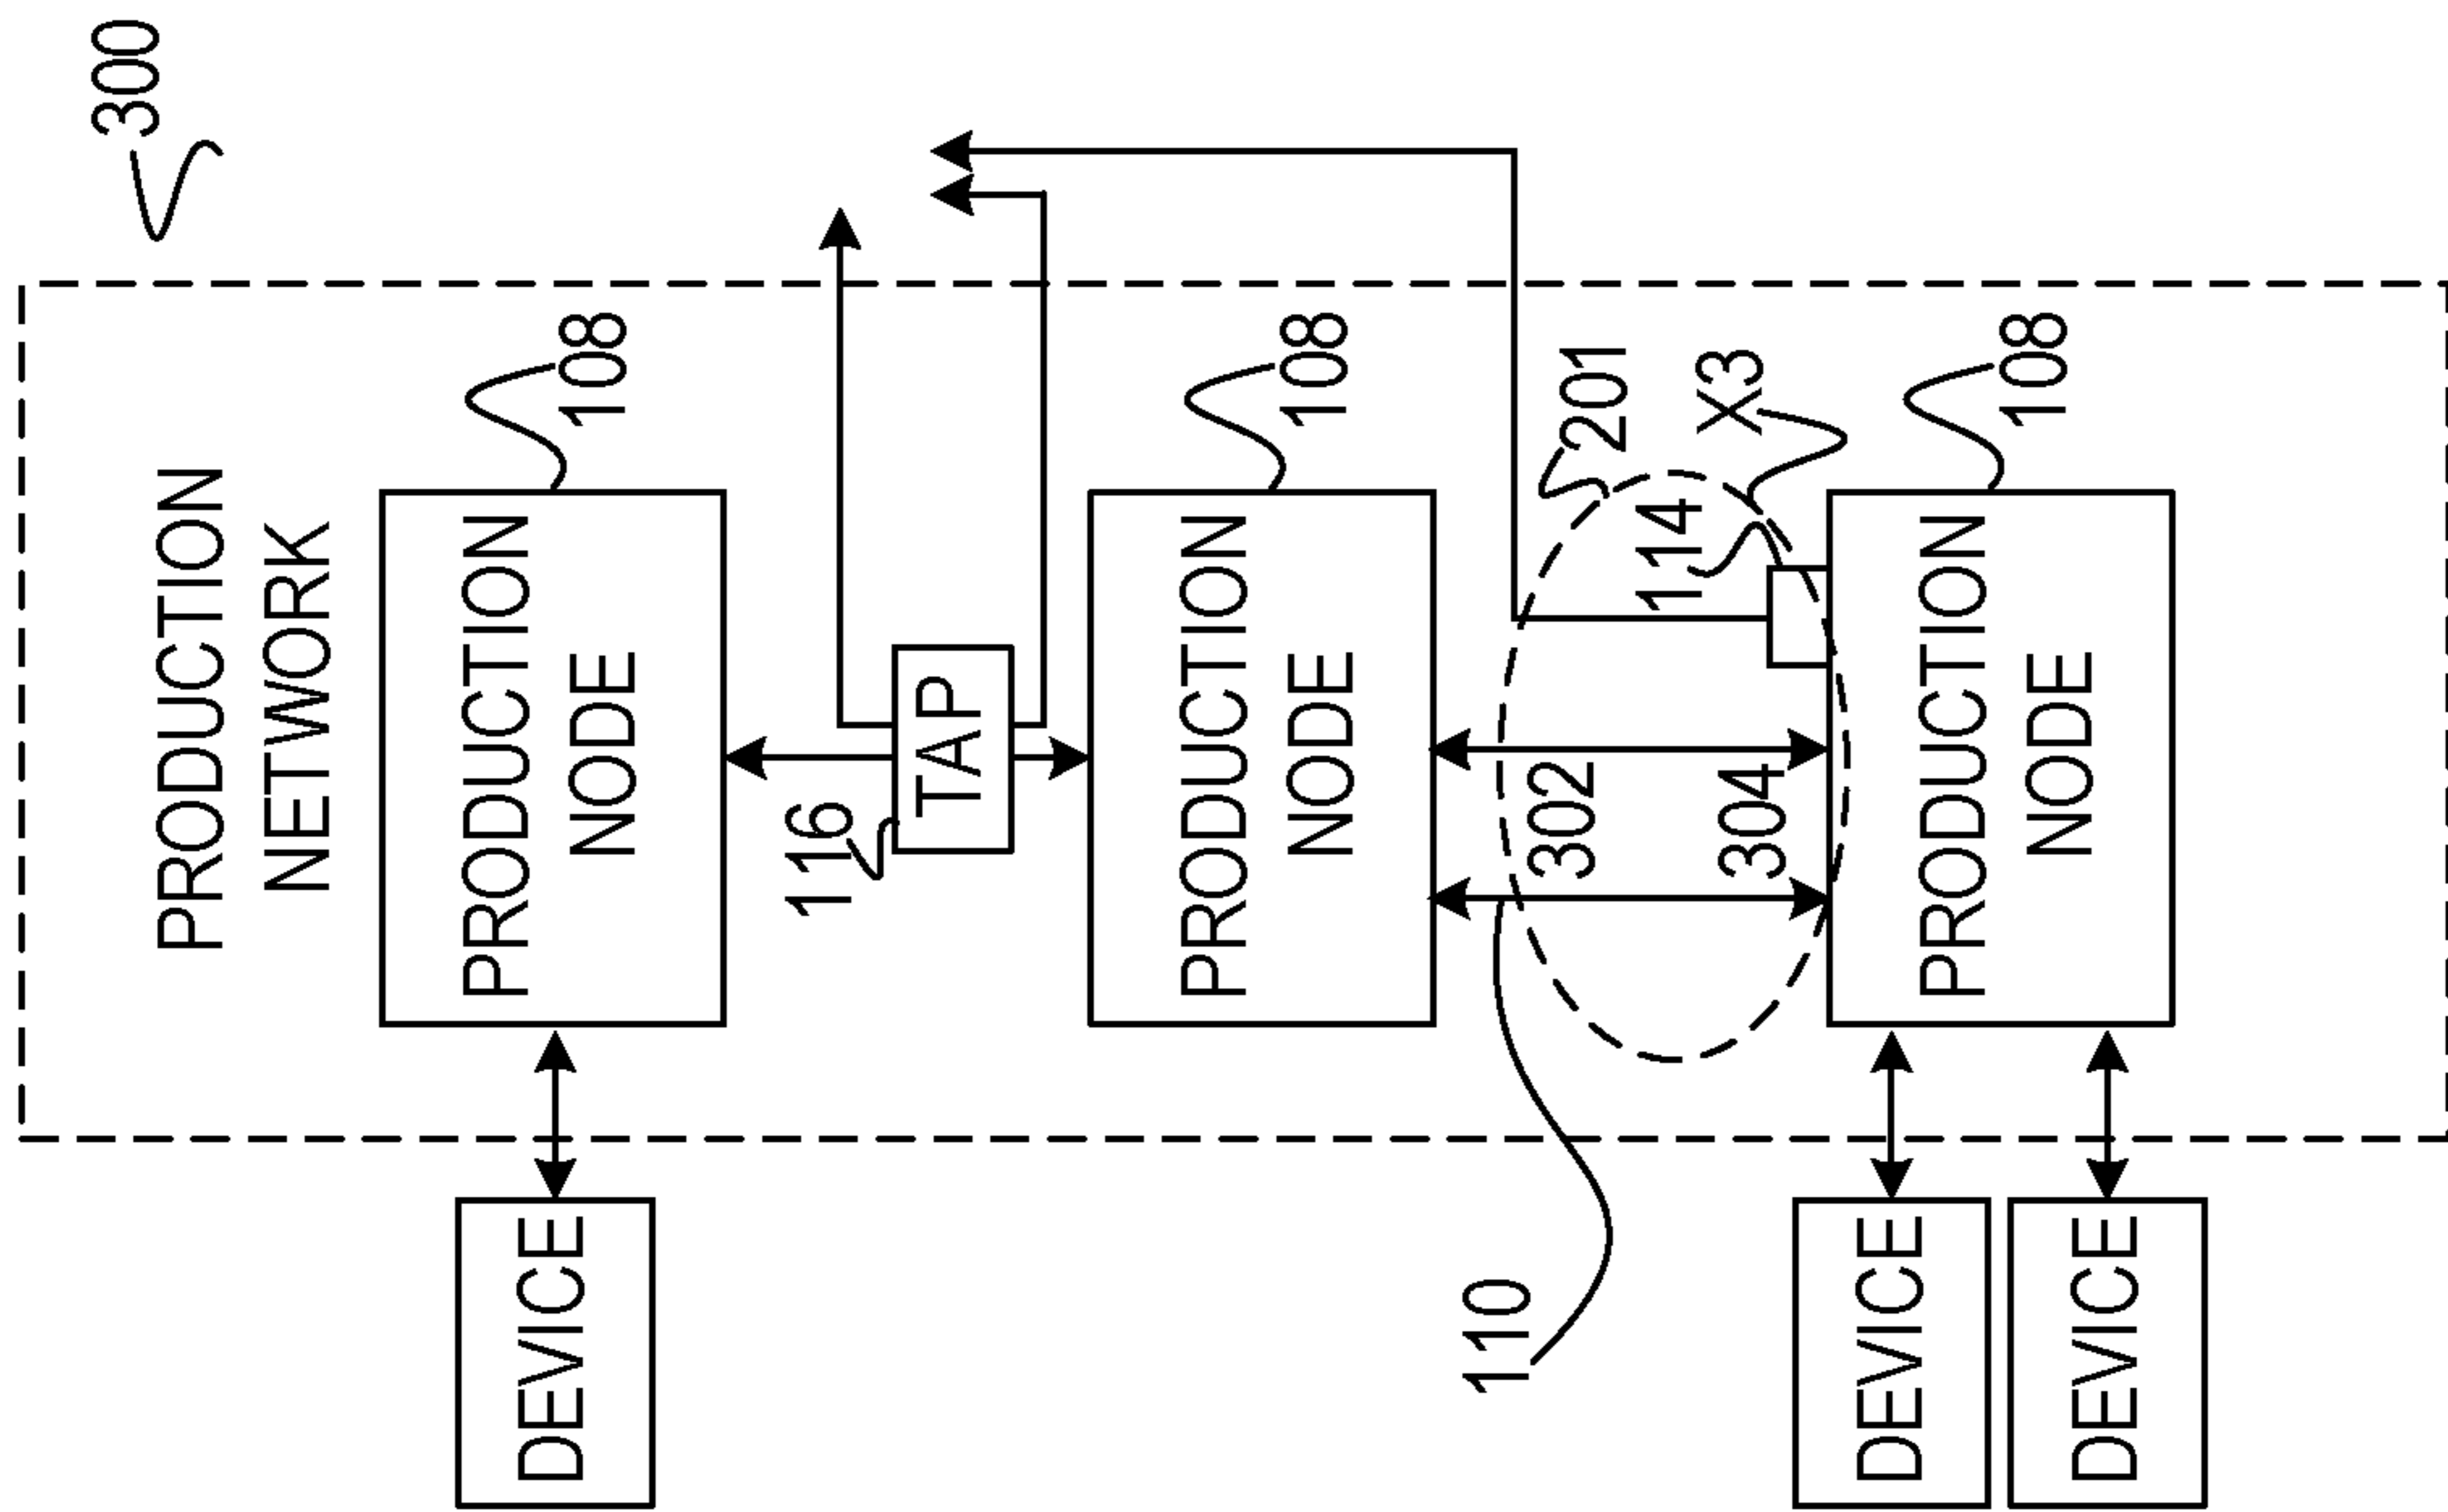 300
PRODUCTION
NETWORK
PRODUCTION
NODE
108
116
TAP
PRODUCTION
NODE
108
201
114
X3
302
304
PRODUCTION
NODE
108
110
DEVICE
DEVICE
DEVICE